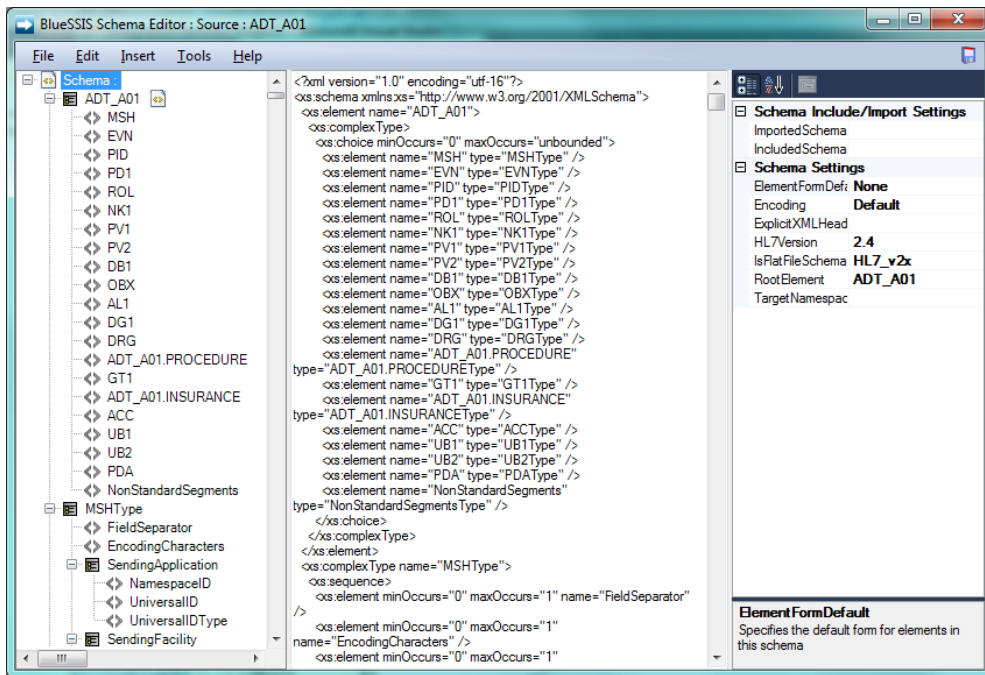 BlueSSIS Schema Editor : Source : ADT_A01
File Edit Insert Tools Help
Schema :
ADT_A01
MSH
EVN
PID
PD1
ROL
NK1
PV1
PV2
DB1
OBX
AL1
DG1
DRG
ADT_A01.PROCEDURE
GT1
ADT_A01.INSURANCE
ACC
UB1
UB2
PDA
NonStandardSegments
MSHType
FieldSeparator
EncodingCharacters
SendingApplication
NamespaceID
UniversalID
UniversalIDType
SendingFacility
<?xml version="1.0" encoding="utf-16"?>
<xs:schema xmlns:xs="http://www.w3.org/2001/XMLSchema">
<xs:element name="ADT_A01">
<xs:complexType>
<xs:choice minOccurs="0" maxOccurs="unbounded">
<xs:element name="MSH" type="MSHType" />
<xs:element name="EVN" type="EVNType" />
<xs:element name="PID" type="PIDType" />
<xs:element name="PD1" type="PD1Type" />
<xs:element name="ROL" type="ROLType" />
<xs:element name="NK1" type="NK1Type" />
<xs:element name="PV1" type="PV1Type" />
<xs:element name="PV2" type="PV2Type" />
<xs:element name="DB1" type="DB1Type" />
<xs:element name="OBX" type="OBXType" />
<xs:element name="AL1" type="AL1Type" />
<xs:element name="DG1" type="DG1Type" />
<xs:element name="DRG" type="DRGType" />
<xs:element name="ADT_A01.PROCEDURE"
type="ADT_A01.PROCEDUREType" />
<xs:element name="GT1" type="GT1Type" />
<xs:element name="ADT_A01.INSURANCE"
type="ADT_A01.INSURANCEType" />
<xs:element name="ACC" type="ACCType" />
<xs:element name="UB1" type="UB1Type" />
<xs:element name="UB2" type="UB2Type" />
<xs:element name="PDA" type="PDAType" />
<xs:element name="NonStandardSegments"
type="NonStandardSegmentsType" />
</xs:choice>
</xs:complexType>
</xs:element>
<xs:complexType name="MSHType">
<xs:sequence>
<xs:element minOccurs="0" maxOccurs="1" name="FieldSeparator"
/>
<xs:element minOccurs="0" maxOccurs="1"
name="EncodingCharacters" />
<xs:element minOccurs="0" maxOccurs="1"
Schema Include/Import Settings
ImportedSchema
IncludedSchema
Schema Settings
ElementFormDefa None
Encoding Default
ExplicitXMLHead
HL7Version 2.4
IsFlatFileSchema HL7_v2x
RootElement ADT_A01
TargetNamespac
ElementFormDefault
Specifies the default form for elements in
this schema